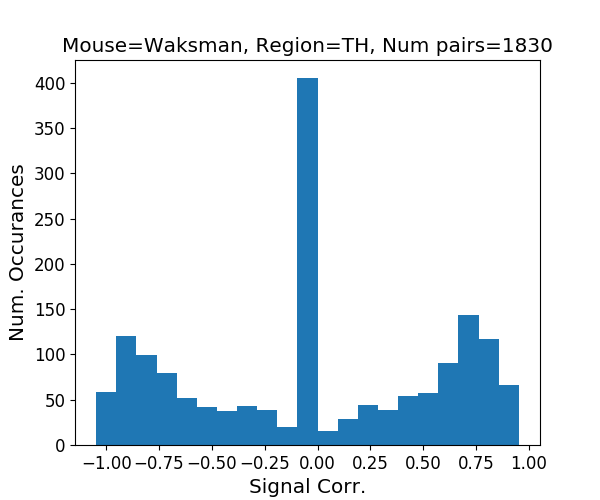 Mouse=Waksman, Region=TH, Num pairs=1830
Num. Occurances
400
350
300
250
200
150
100
50
0
−1.00 −0.75 −0.50 −0.25 0.00 0.25 0.50 0.75 1.00
Signal Corr.